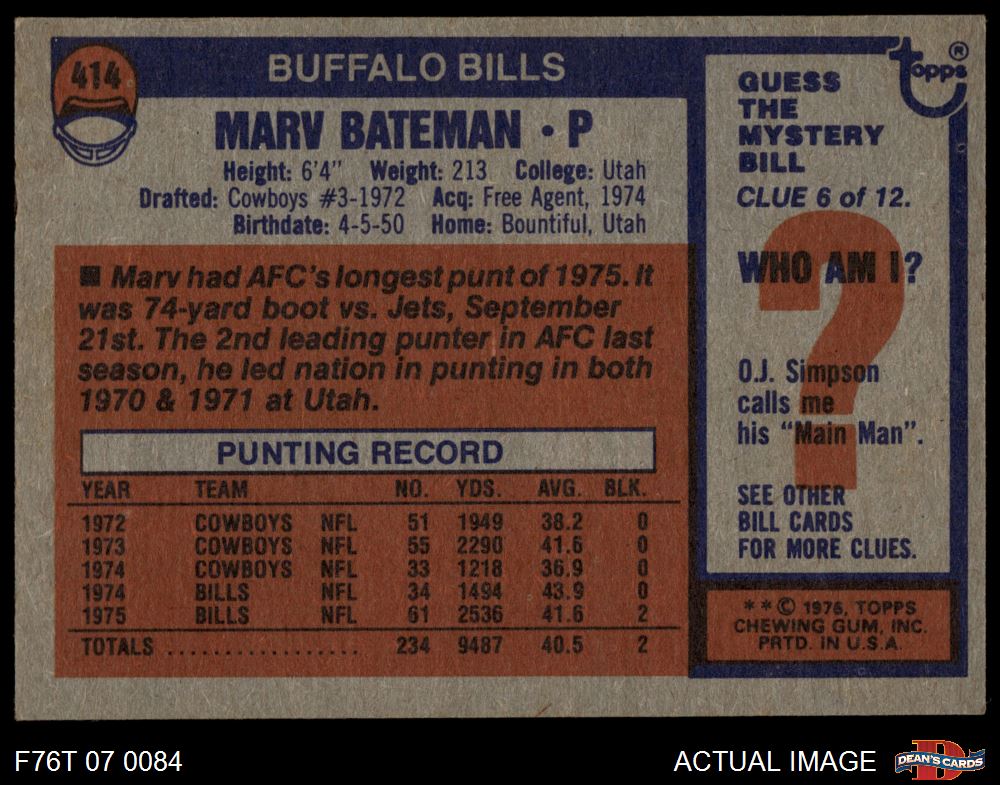 414
BUFFALO BILLS
MARV BATEMAN • P
Height: 6'4" Weight: 213 College: Utah
Drafted: Cowboys #3-1972 Acq: Free Agent, 1974
Birthdate: 4-5-50 Home: Bountiful, Utah
■ Marv had AFC's longest punt of 1975. It
was 74-yard boot vs. Jets, September
21st. The 2nd leading punter in AFC last
season, he led nation in punting in both
1970 & 1971 at Utah.
PUNTING RECORD
YEAR TEAM NO. YDS. AVG. BLK.
1972 COWBOYS NFL 51 1949 38.2 0
1973 COWBOYS NFL 55 2290 41.6 0
1974 COWBOYS NFL 33 1218 36.9 0
1974 BILLS NFL 34 1494 43.9 0
1975 BILLS NFL 61 2536 41.6 2
TOTALS ................. 234 9487 40.5 2
Topps ®
GUESS
THE
MYSTERY
BILL
CLUE 6 of 12.
WHO AM I?
?
O.J. Simpson
calls me
his "Main Man".
SEE OTHER
BILL CARDS
FOR MORE CLUES.
* * © 1976, TOPPS
CHEWING GUM, INC.
PRTD. IN U.S.A.
F76T 07 0084
ACTUAL IMAGE
D
DEAN'S CARDS